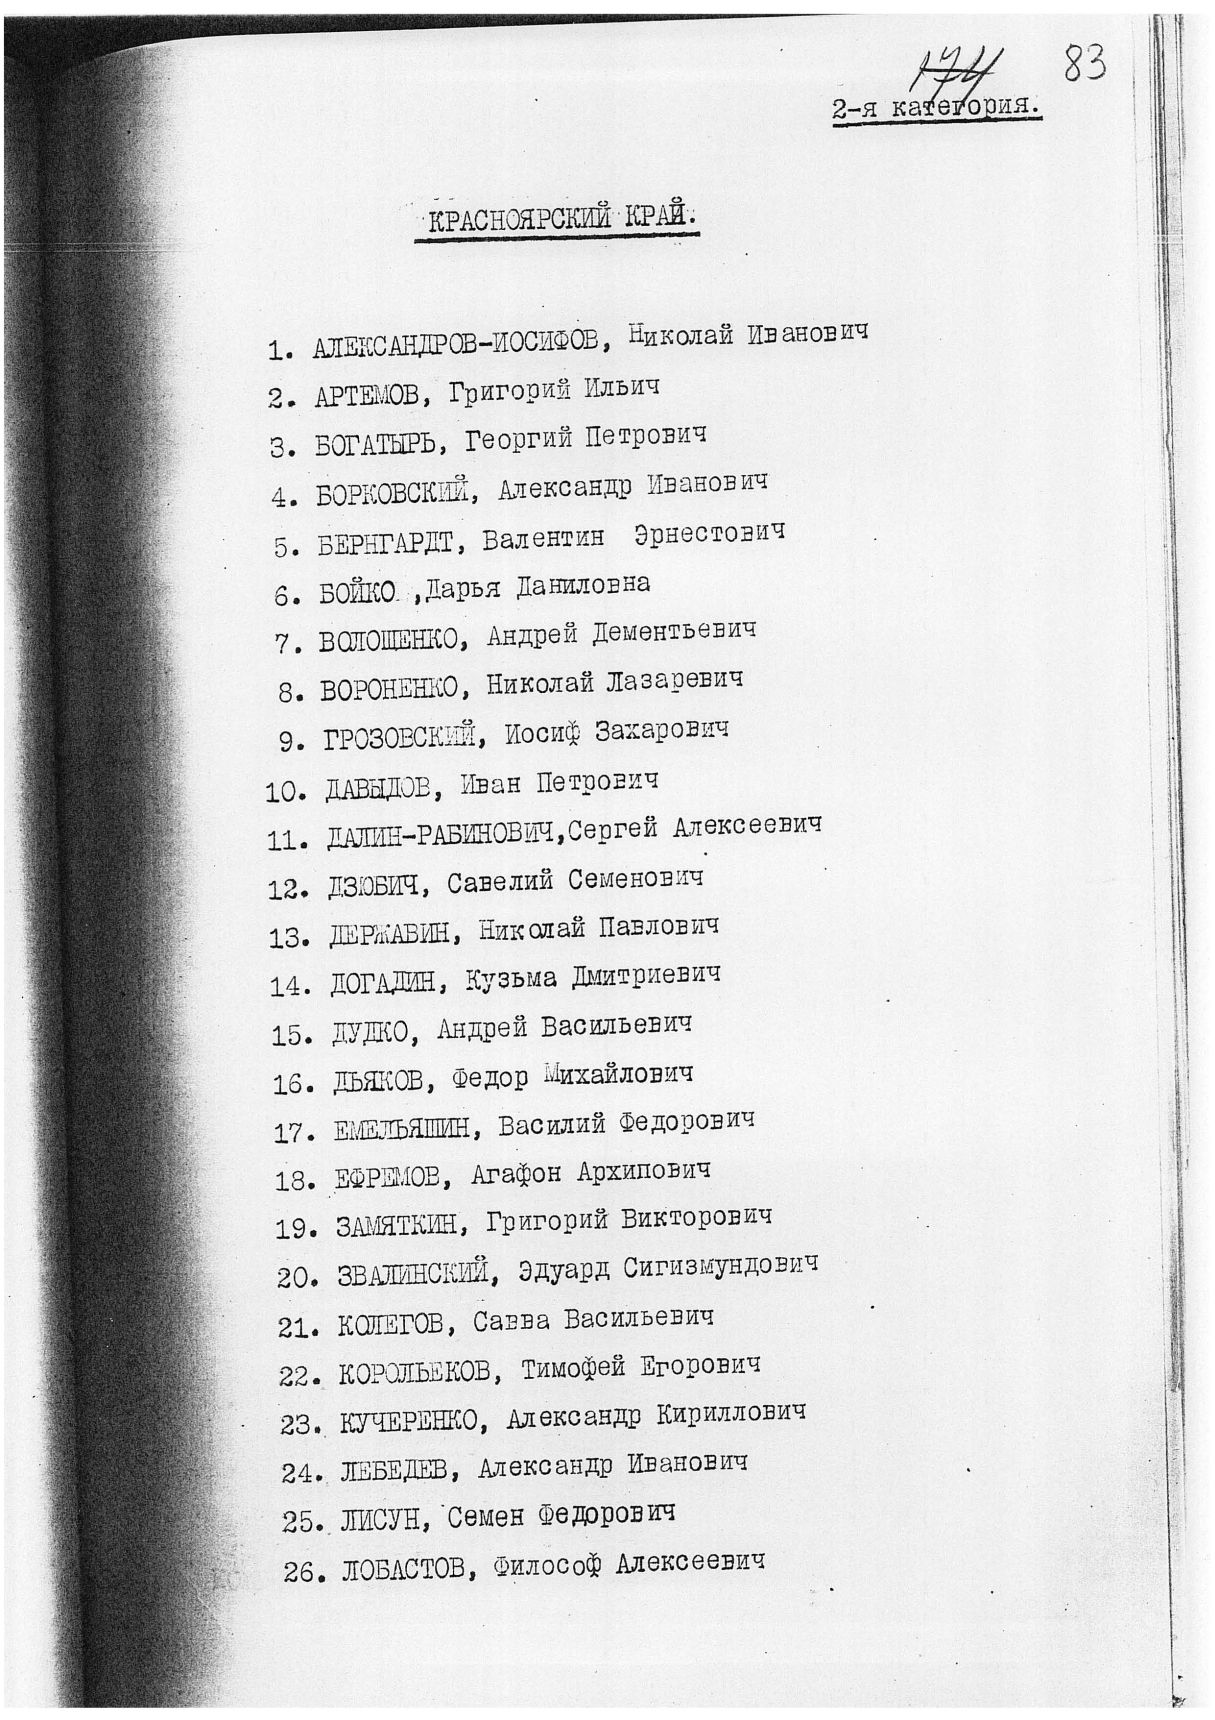 174 83
2-я категория.
КРАСНОЯРСКИЙ КРАЙ.
1. АЛЕКСАНДРОВ-ИОСИФОВ, Николай Иванович
2. АРТЕМОВ, Григорий Ильич
3. БОГАТЫРЬ, Георгий Петрович
4. БОРКОВСКИЙ, Александр Иванович
5. БЕРНГАРДТ, Валентин Эрнестович
6. БОЙКО ,Дарья Даниловна
7. ВОЛОШЕНКО, Андрей Дементьевич
8. ВОРОНЕНКО, Николай Лазаревич
9. ГРОЗОВСКИЙ, Иосиф Захарович
10. ДАВЫДОВ, Иван Петрович
11. ДАЛИН-РАБИНОВИЧ,Сергей Алексеевич
12. ДЗЮБИЧ, Савелий Семенович
13. ДЕРЖАВИН, Николай Павлович
14. ДОГАДИН, Кузьма Дмитриевич
15. ДУДКО, Андрей Васильевич
16. ДЬЯКОВ, Федор Михайлович
17. ЕМЕЛЬЯШИН, Василий Федорович
18. ЕФРЕМОВ, Агафон Архипович
19. ЗАМЯТКИН, Григорий Викторович
20. ЗВАЛИНСКИЙ, Эдуард Сигизмундович
21. КОЛЕГОВ, Савва Васильевич
22. КОРОЛЬЕКОВ, Тимофей Егорович
23. КУЧЕРЕНКО, Александр Кириллович
24. ЛЕБЕДЕВ, Александр Иванович
25. ЛИСУН, Семен Федорович
26. ЛОБАСТОВ, Философ Алексеевич